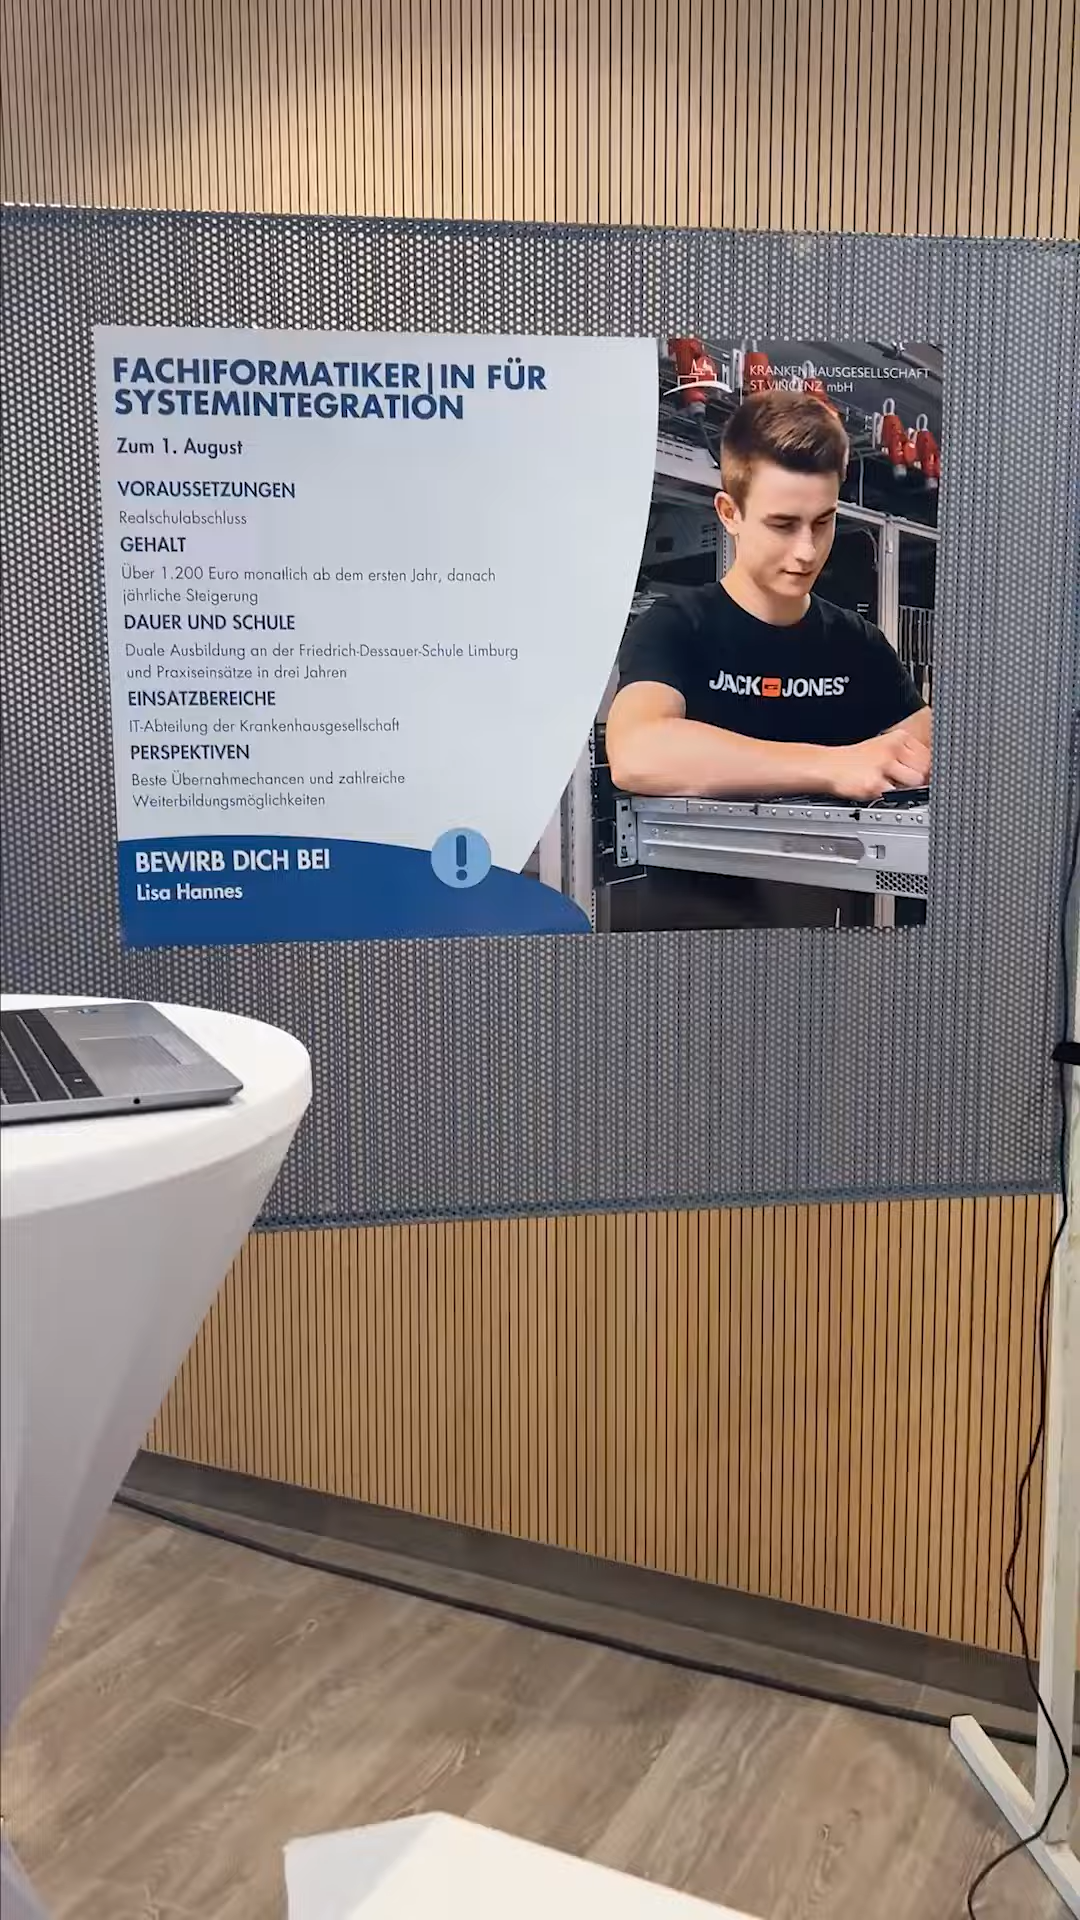 FACHIFORMATIKER|IN FÜR
SYSTEMINTEGRATION
Zum 1. August
VORAUSSETZUNGEN
Realschulabschluss
GEHALT
Über 1.200 Euro monatlich ab dem ersten Jahr, danach
jährliche Steigerung
DAUER UND SCHULE
Duale Ausbildung an der Friedrich-Dessauer-Schule Limburg
und Praxiseinsätze in drei Jahren
EINSATZBEREICHE
IT-Abteilung der Krankenhausgesellschaft
PERSPEKTIVEN
Beste Übernahmechancen und zahlreiche
Weiterbildungsmöglichkeiten
BEWIRB DICH BEI
Lisa Hannes
!
KRANKENHAUSGESELLSCHAFT
ST.VINCENZ mbH
JACK JONES®